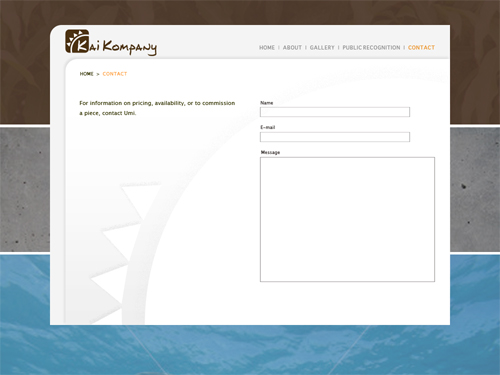 Kai Kompany
HOME | ABOUT | GALLERY | PUBLIC RECOGNITION | CONTACT
HOME > CONTACT
For information on pricing, availability, or to commission
a piece, contact Umi.
Name
E-mail
Message